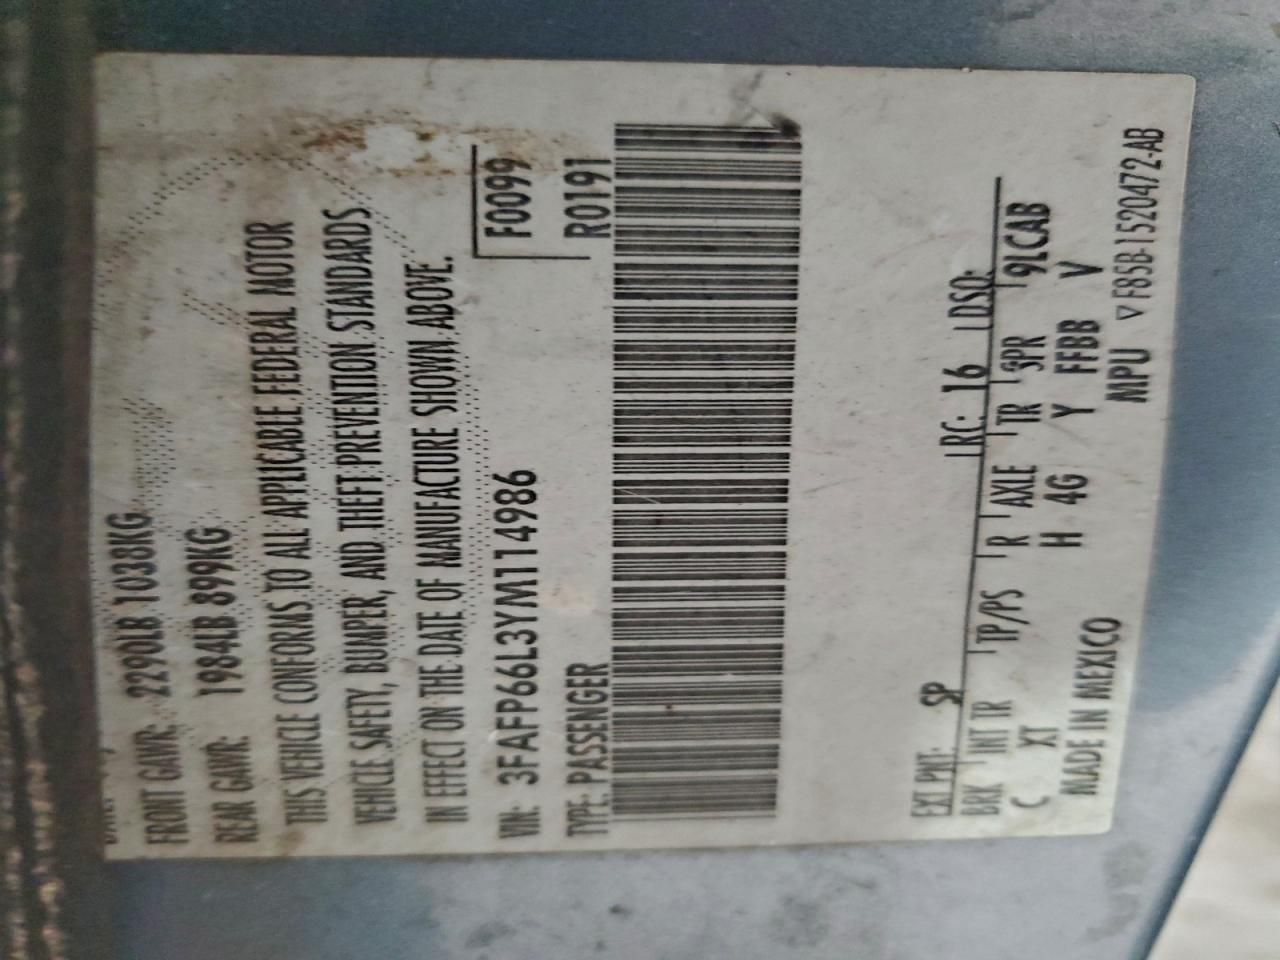 FRONT GAWR: 2290LB 1038KG
REAR GAWR: 1984LB 899KG
THIS VEHICLE CONFORMS TO ALL APPLICABLE FEDERAL MOTOR
VEHICLE SAFETY, BUMPER, AND THEFT PREVENTION STANDARDS
IN EFFECT ON THE DATE OF MANUFACTURE SHOWN ABOVE.
VIN: 3FAFP66L3YM114986 F0099
TYPE: PASSENGER R0191
EXT PNT: SP RC: 16 DSO:
BRK INT TR TP/PS R AXLE TR SPR 9LCAB
C XT H 4G Y FFBB V
MADE IN MEXICO MPU ▽ F85B-1520472-AB